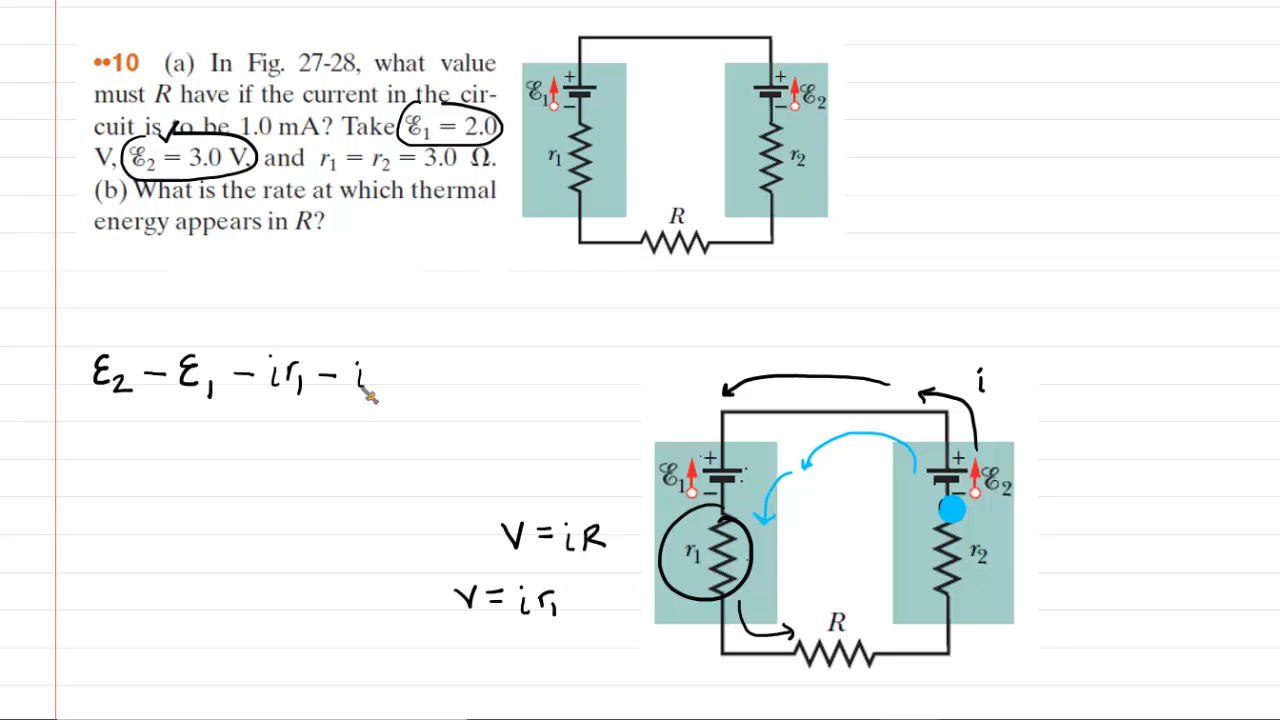 ••10 (a) In Fig. 27-28, what value
must R have if the current in the cir-
cuit is to be 1.0 mA? Take ℰ₁ = 2.0
V, ℰ₂ = 3.0 V, and r₁ = r₂ = 3.0 Ω.
(b) What is the rate at which thermal
energy appears in R?
+
ℰ₁
−
r₁
+
ℰ₂
−
r₂
R
ℰ₂ − ℰ₁ − ir₁ − i
i
+
ℰ₁
−
r₁
+
ℰ₂
−
r₂
R
V = iR
V = ir₁